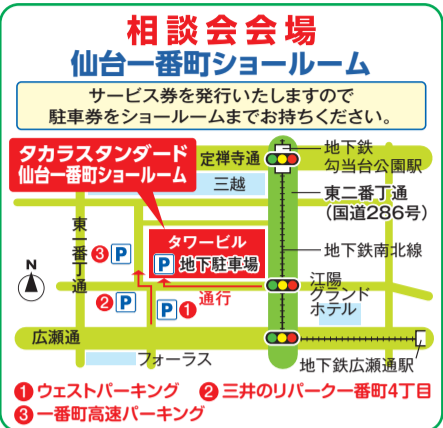 相談会会場
仙台一番町ショールーム
サービス券を発行いたしますので
駐車券をショールームまでお持ちください。
タカラスタンダード
仙台一番町ショールーム
定禅寺通
三越
地下鉄
勾当台公園駅
東二番丁通
(国道286号)
東一番丁通
❸ P
タワービル
P 地下駐車場
地下鉄南北線
N
❷ P
P ❶
通行
江陽
グランド
ホテル
広瀬通
フォーラス
地下鉄広瀬通駅
❶ ウェストパーキング ❷ 三井のリパーク一番町4丁目
❸ 一番町高速パーキング